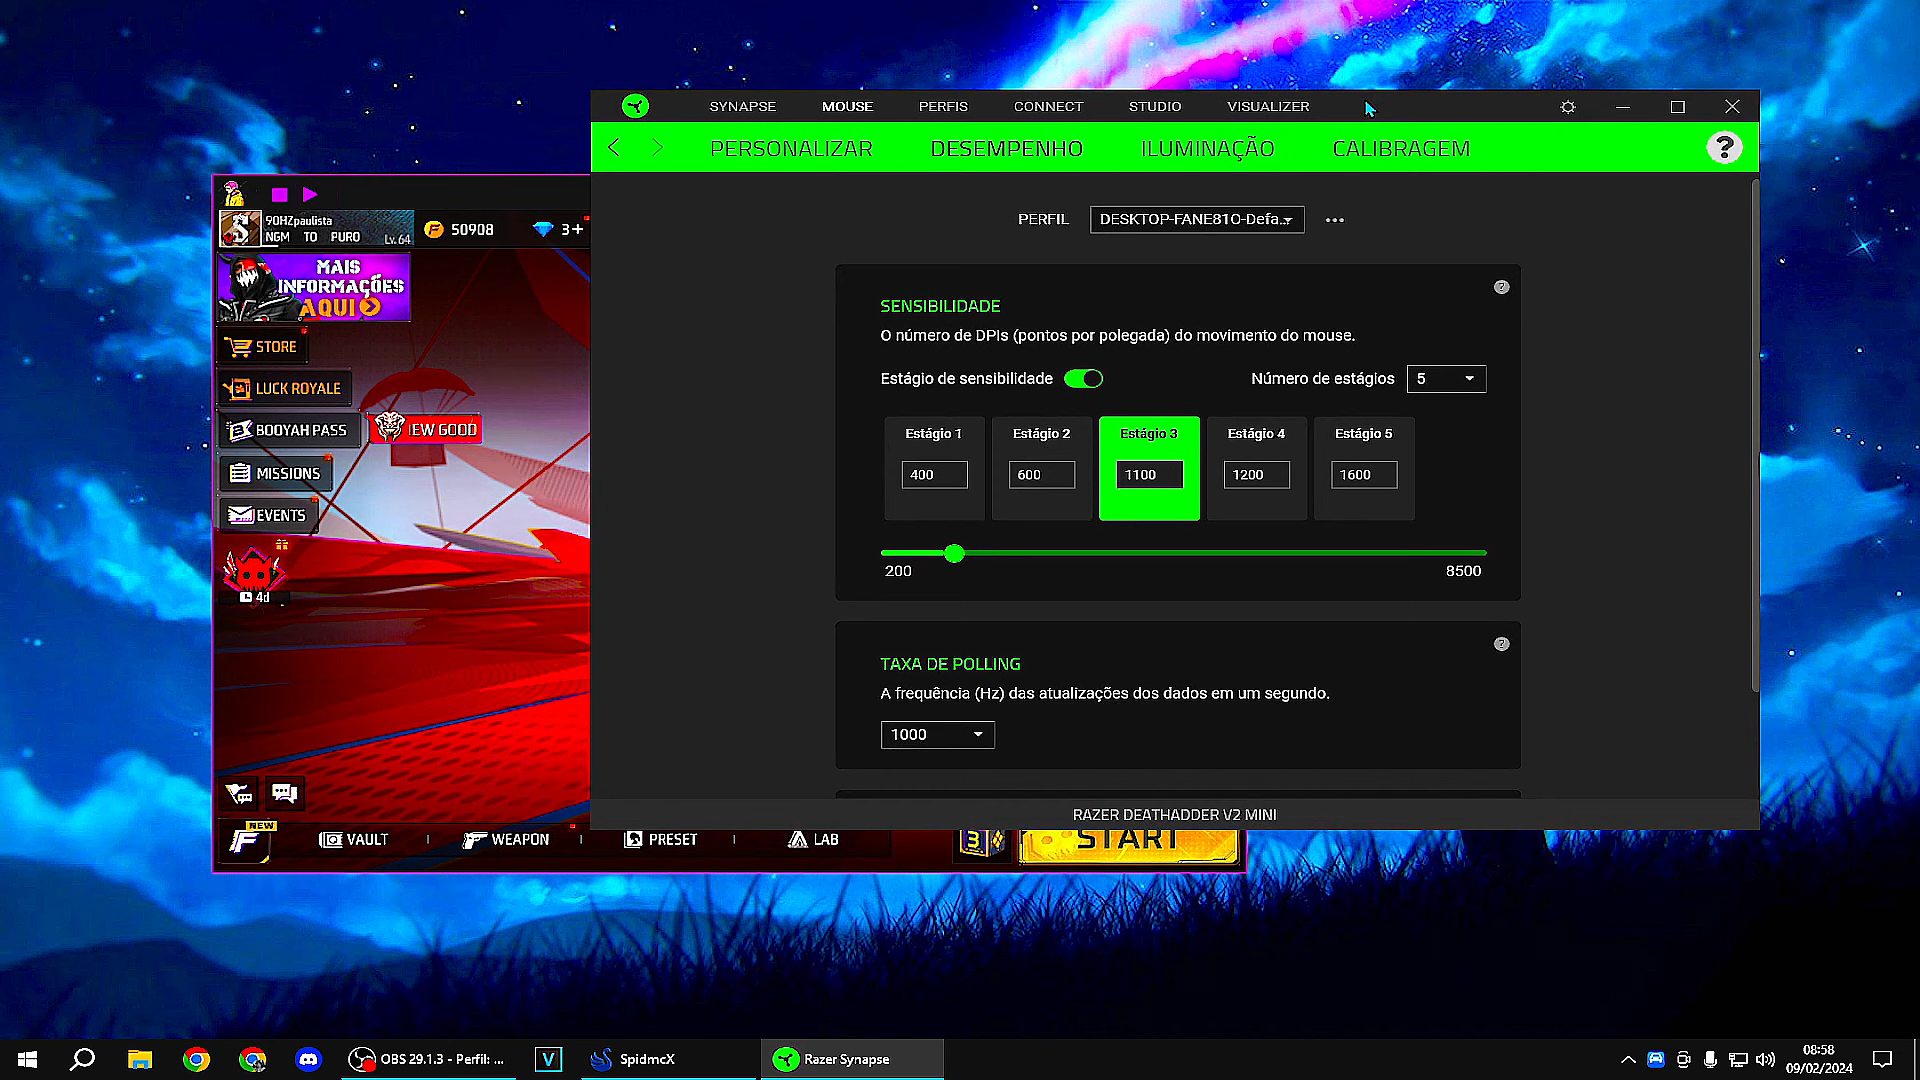 SYNAPSE MOUSE PERFIS CONNECT STUDIO VISUALIZER
PERSONALIZAR DESEMPENHO ILUMINAÇÃO CALIBRAGEM ?
PERFIL DESKTOP-FANE81O-Defa...
SENSIBILIDADE ?
O número de DPIs (pontos por polegada) do movimento do mouse.
Estágio de sensibilidade Número de estágios 5
Estágio 1 Estágio 2 Estágio 3 Estágio 4 Estágio 5
400 600 1100 1200 1600
200 8500
TAXA DE POLLING ?
A frequência (Hz) das atualizações dos dados em um segundo.
1000
RAZER DEATHADDER V2 MINI
90HZpaulista
NGM TO PURO Lv.64
50908 3+
MAIS
INFORMAÇÕES
AQUI
STORE
LUCK ROYALE
BOOYAH PASS IEW GOOD
MISSIONS
EVENTS
4d
NEW
VAULT WEAPON PRESET LAB
3 START
OBS 29.1.3 - Perfil: ... V SpidmcX Razer Synapse
08:58
09/02/2024